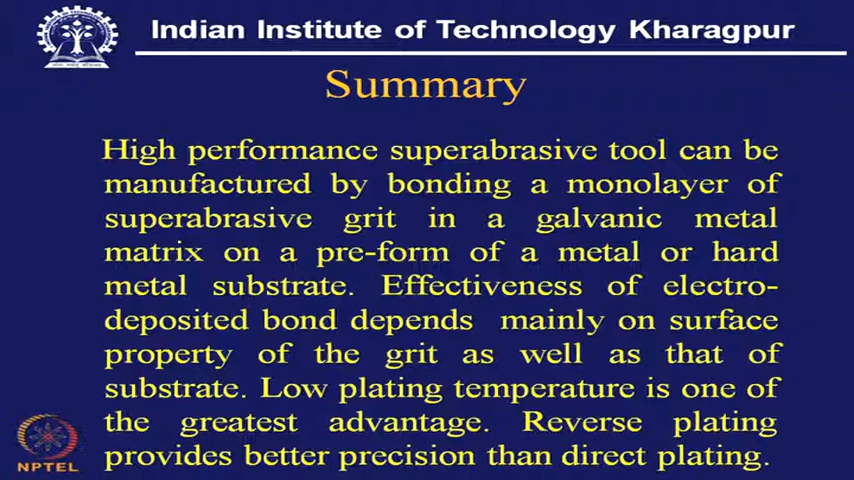 Indian Institute of Technology Kharagpur
Summary
High performance superabrasive tool can be
manufactured by bonding a monolayer of
superabrasive grit in a galvanic metal
matrix on a pre-form of a metal or hard
metal substrate. Effectiveness of electro-
deposited bond depends mainly on surface
property of the grit as well as that of
substrate. Low plating temperature is one of
the greatest advantage. Reverse plating
provides better precision than direct plating.
NPTEL